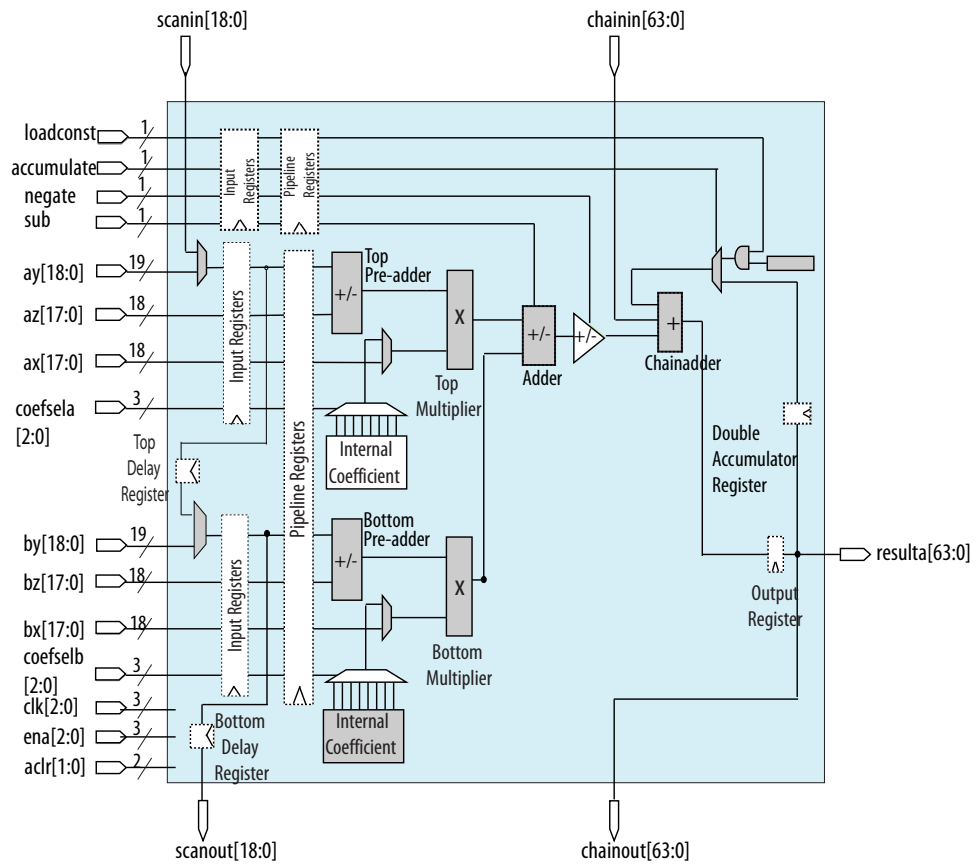 scanin[18:0]
chainin[63:0]
loadconst
1
accumulate
1
negate
1
sub
1
Input
Registers
Pipeline
Registers
ay[18:0]
19
az[17:0]
18
ax[17:0]
18
coefsela
[2:0]
3
Input Registers
Pipeline Registers
Top
Pre-adder
+/-
X
Top
Multiplier
+/-
Adder
+/-
+
Chainadder
Internal
Coefficient
Top
Delay
Register
Double
Accumulator
Register
by[18:0]
19
bz[17:0]
18
bx[17:0]
18
coefselb
[2:0]
3
clk[2:0]
3
ena[2:0]
3
aclr[1:0]
2
Input Registers
Bottom
Pre-adder
+/-
X
Bottom
Multiplier
Internal
Coefficient
Bottom
Delay
Register
Output
Register
resulta[63:0]
scanout[18:0]
chainout[63:0]